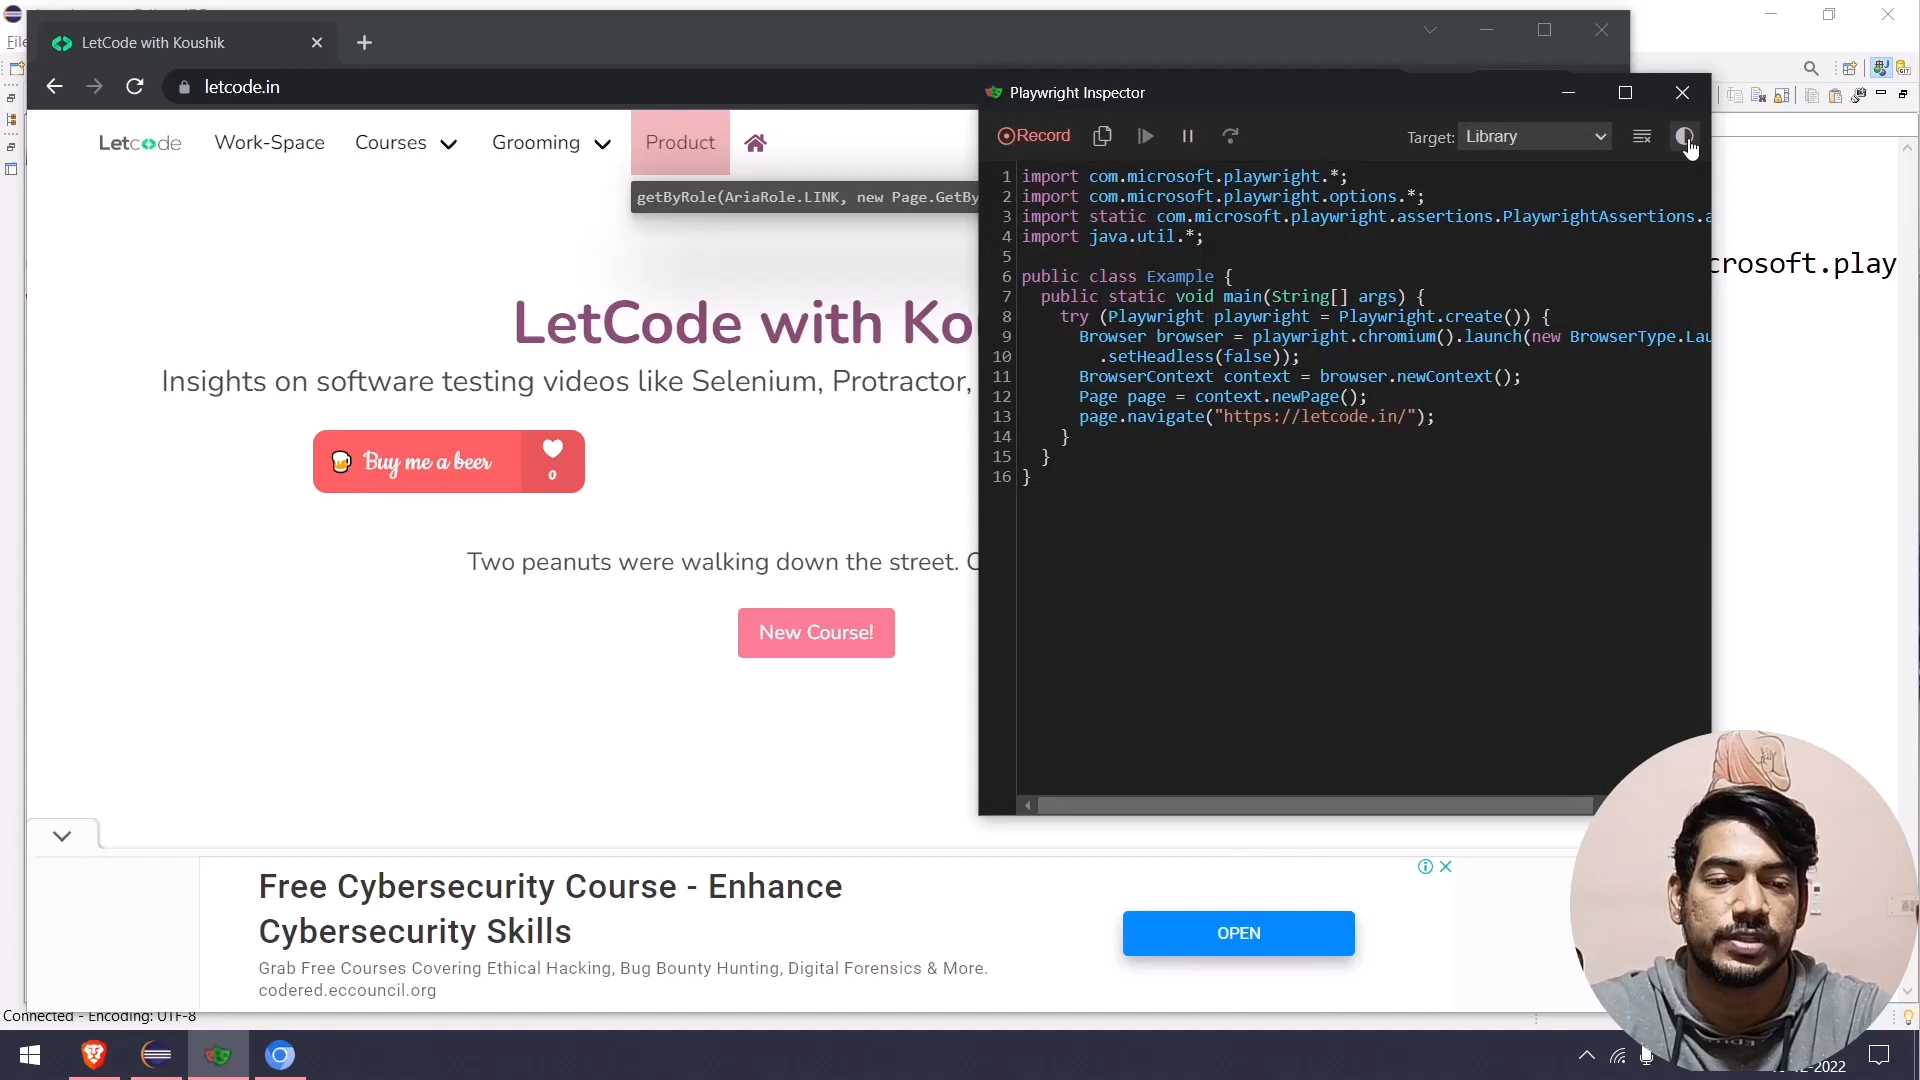 File
LetCode with Koushik
letcode.in
Letcode
Work-Space
Courses
Grooming
Product
getByRole(AriaRole.LINK, new Page.GetBy
LetCode with Ko
Insights on software testing videos like Selenium, Protractor,
Buy me a beer
0
Two peanuts were walking down the street.
New Course!
Playwright Inspector
Record
Target: Library
1 import com.microsoft.playwright.*;
2 import com.microsoft.playwright.options.*;
3 import static com.microsoft.playwright.assertions.PlaywrightAssertions.a
4 import java.util.*;
5
6 public class Example {
7 public static void main(String[] args) {
8 try (Playwright playwright = Playwright.create()) {
9 Browser browser = playwright.chromium().launch(new BrowserType.Lau
10 .setHeadless(false));
11 BrowserContext context = browser.newContext();
12 Page page = context.newPage();
13 page.navigate("https://letcode.in/");
14 }
15 }
16 }
crosoft.play
Free Cybersecurity Course - Enhance
Cybersecurity Skills
Grab Free Courses Covering Ethical Hacking, Bug Bounty Hunting, Digital Forensics & More.
codered.eccouncil.org
OPEN
Connected - Encoding: UTF-8
-2022